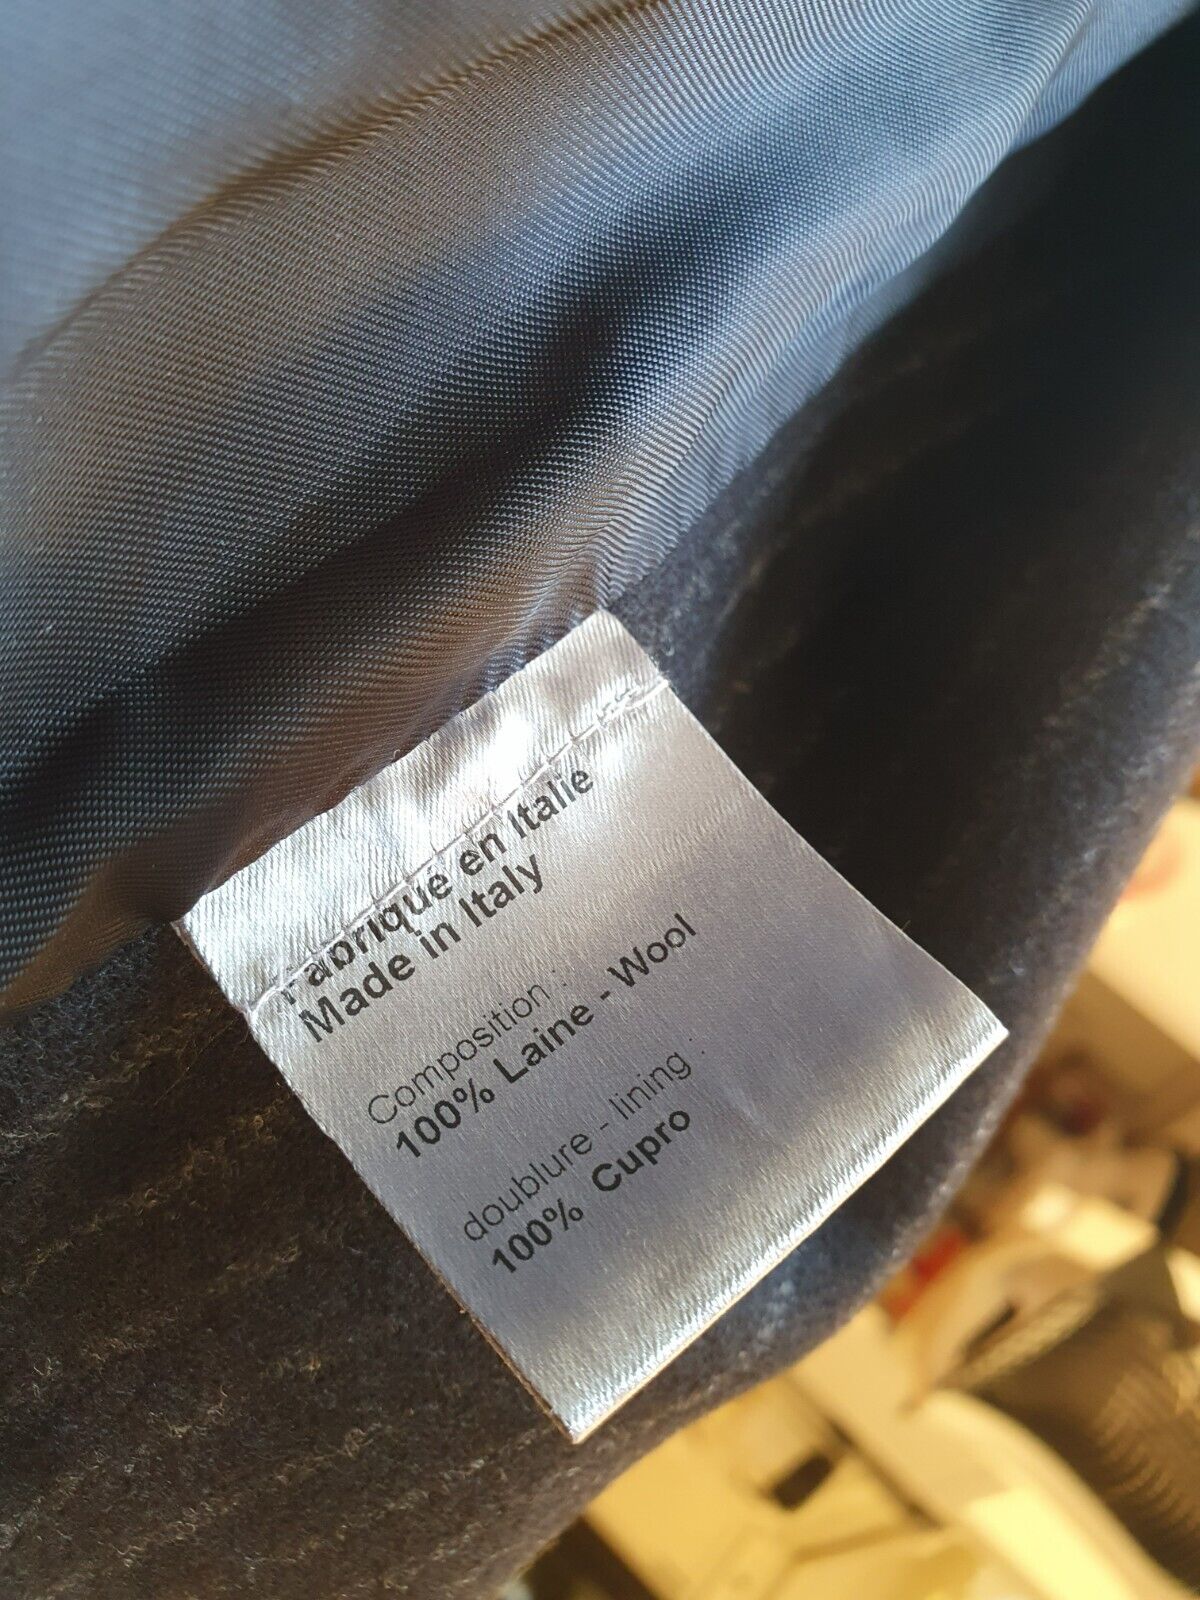 Fabriqué en Italie
Made in Italy
Composition :
100% Laine - Wool
doublure - lining :
100% Cupro